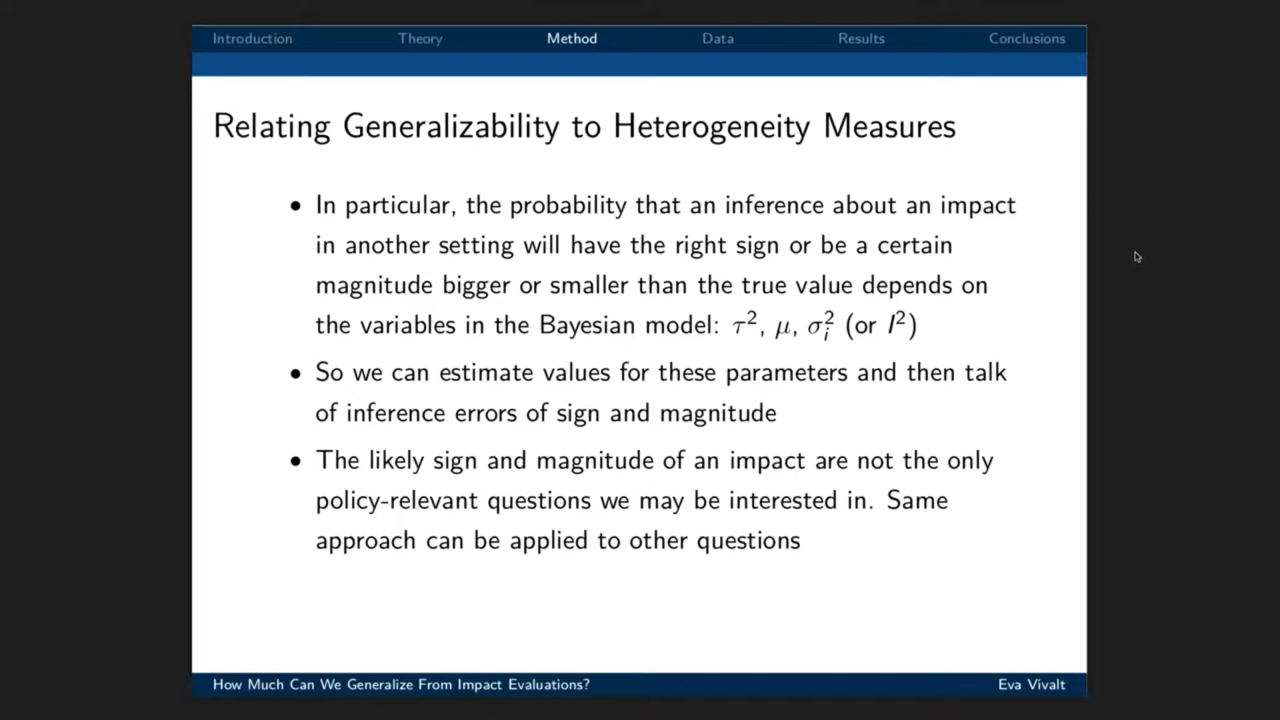 Introduction Theory Method Data Results Conclusions
Relating Generalizability to Heterogeneity Measures
• In particular, the probability that an inference about an impact
in another setting will have the right sign or be a certain
magnitude bigger or smaller than the true value depends on
the variables in the Bayesian model: τ², μ, σᵢ² (or I²)
• So we can estimate values for these parameters and then talk
of inference errors of sign and magnitude
• The likely sign and magnitude of an impact are not the only
policy-relevant questions we may be interested in. Same
approach can be applied to other questions
How Much Can We Generalize From Impact Evaluations? Eva Vivalt